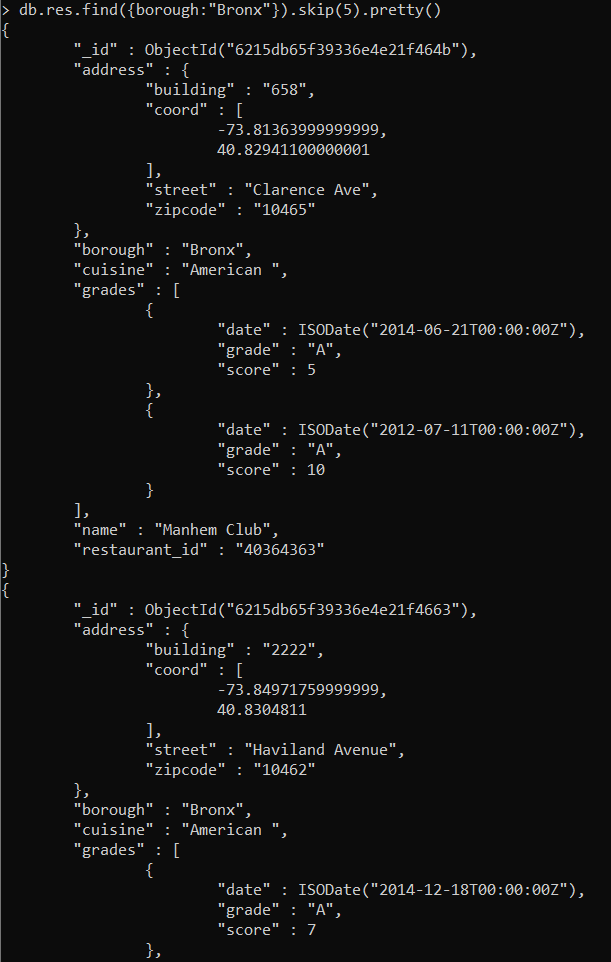 > db.res.find({borough:"Bronx"}).skip(5).pretty()
{
        "_id" : ObjectId("6215db65f39336e4e21f464b"),
        "address" : {
                "building" : "658",
                "coord" : [
                        -73.81363999999999,
                        40.82941100000001
                ],
                "street" : "Clarence Ave",
                "zipcode" : "10465"
        },
        "borough" : "Bronx",
        "cuisine" : "American ",
        "grades" : [
                {
                        "date" : ISODate("2014-06-21T00:00:00Z"),
                        "grade" : "A",
                        "score" : 5
                },
                {
                        "date" : ISODate("2012-07-11T00:00:00Z"),
                        "grade" : "A",
                        "score" : 10
                }
        ],
        "name" : "Manhem Club",
        "restaurant_id" : "40364363"
}
{
        "_id" : ObjectId("6215db65f39336e4e21f4663"),
        "address" : {
                "building" : "2222",
                "coord" : [
                        -73.84971759999999,
                        40.8304811
                ],
                "street" : "Haviland Avenue",
                "zipcode" : "10462"
        },
        "borough" : "Bronx",
        "cuisine" : "American ",
        "grades" : [
                {
                        "date" : ISODate("2014-12-18T00:00:00Z"),
                        "grade" : "A",
                        "score" : 7
                },